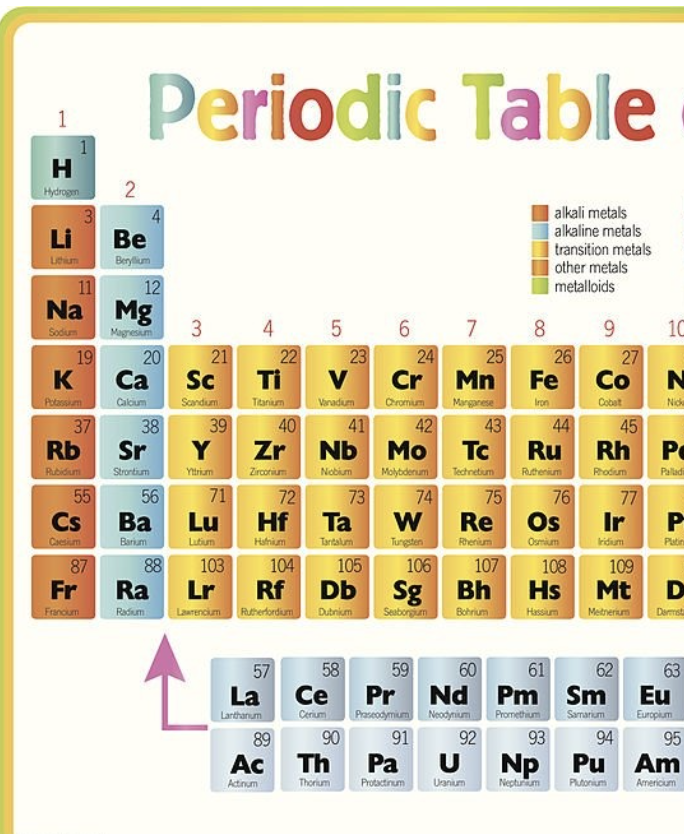 Periodic Table
1
1
H
Hydrogen
2
3
Li
Lithium
4
Be
Beryllium
alkali metals
alkaline metals
transition metals
other metals
metalloids
11
Na
Sodium
12
Mg
Magnesium
3 4 5 6 7 8 9 10
19 20 21 22 23 24 25 26 27
K Ca Sc Ti V Cr Mn Fe Co N
Potassium Calcium Scandium Titanium Vanadium Chromium Manganese Iron Cobalt Nick
37 38 39 40 41 42 43 44 45
Rb Sr Y Zr Nb Mo Tc Ru Rh P
Rubidium Strontium Yttrium Zirconium Niobium Molybdenum Technetium Ruthenium Rhodium Palladi
55 56 71 72 73 74 75 76 77
Cs Ba Lu Hf Ta W Re Os Ir P
Caesium Barium Lutium Hafnium Tantalum Tungsten Rhenium Osmium Iridium Platin
87 88 103 104 105 106 107 108 109
Fr Ra Lr Rf Db Sg Bh Hs Mt D
Francium Radium Lawrencium Rutherfordium Dubnium Seaborgium Bohrium Hassium Meitnerium Darmsta
57 58 59 60 61 62 63
La Ce Pr Nd Pm Sm Eu
Lanthanum Cerium Praseodymium Neodynium Promethium Samarium Europium
89 90 91 92 93 94 95
Ac Th Pa U Np Pu Am
Actinum Thorium Protactinum Uranium Neptunium Plutonium Americium